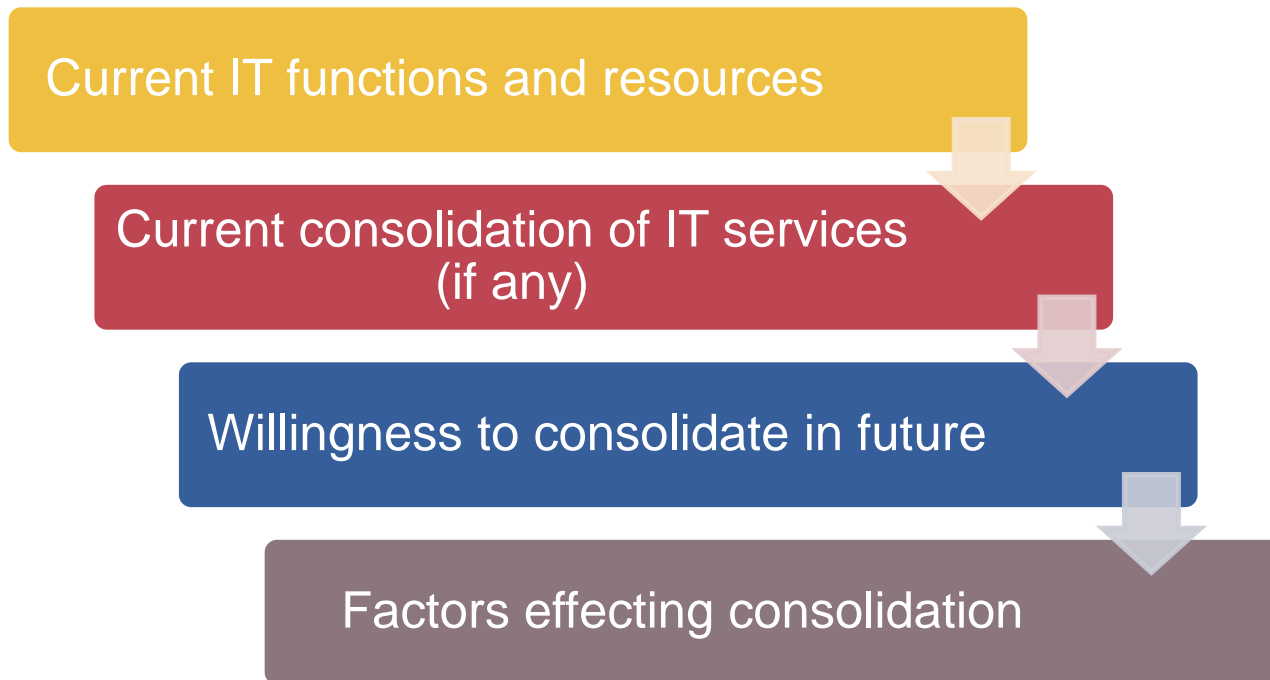 Current IT functions and resources
Current consolidation of IT services
(if any)
Willingness to consolidate in future
Factors effecting consolidation